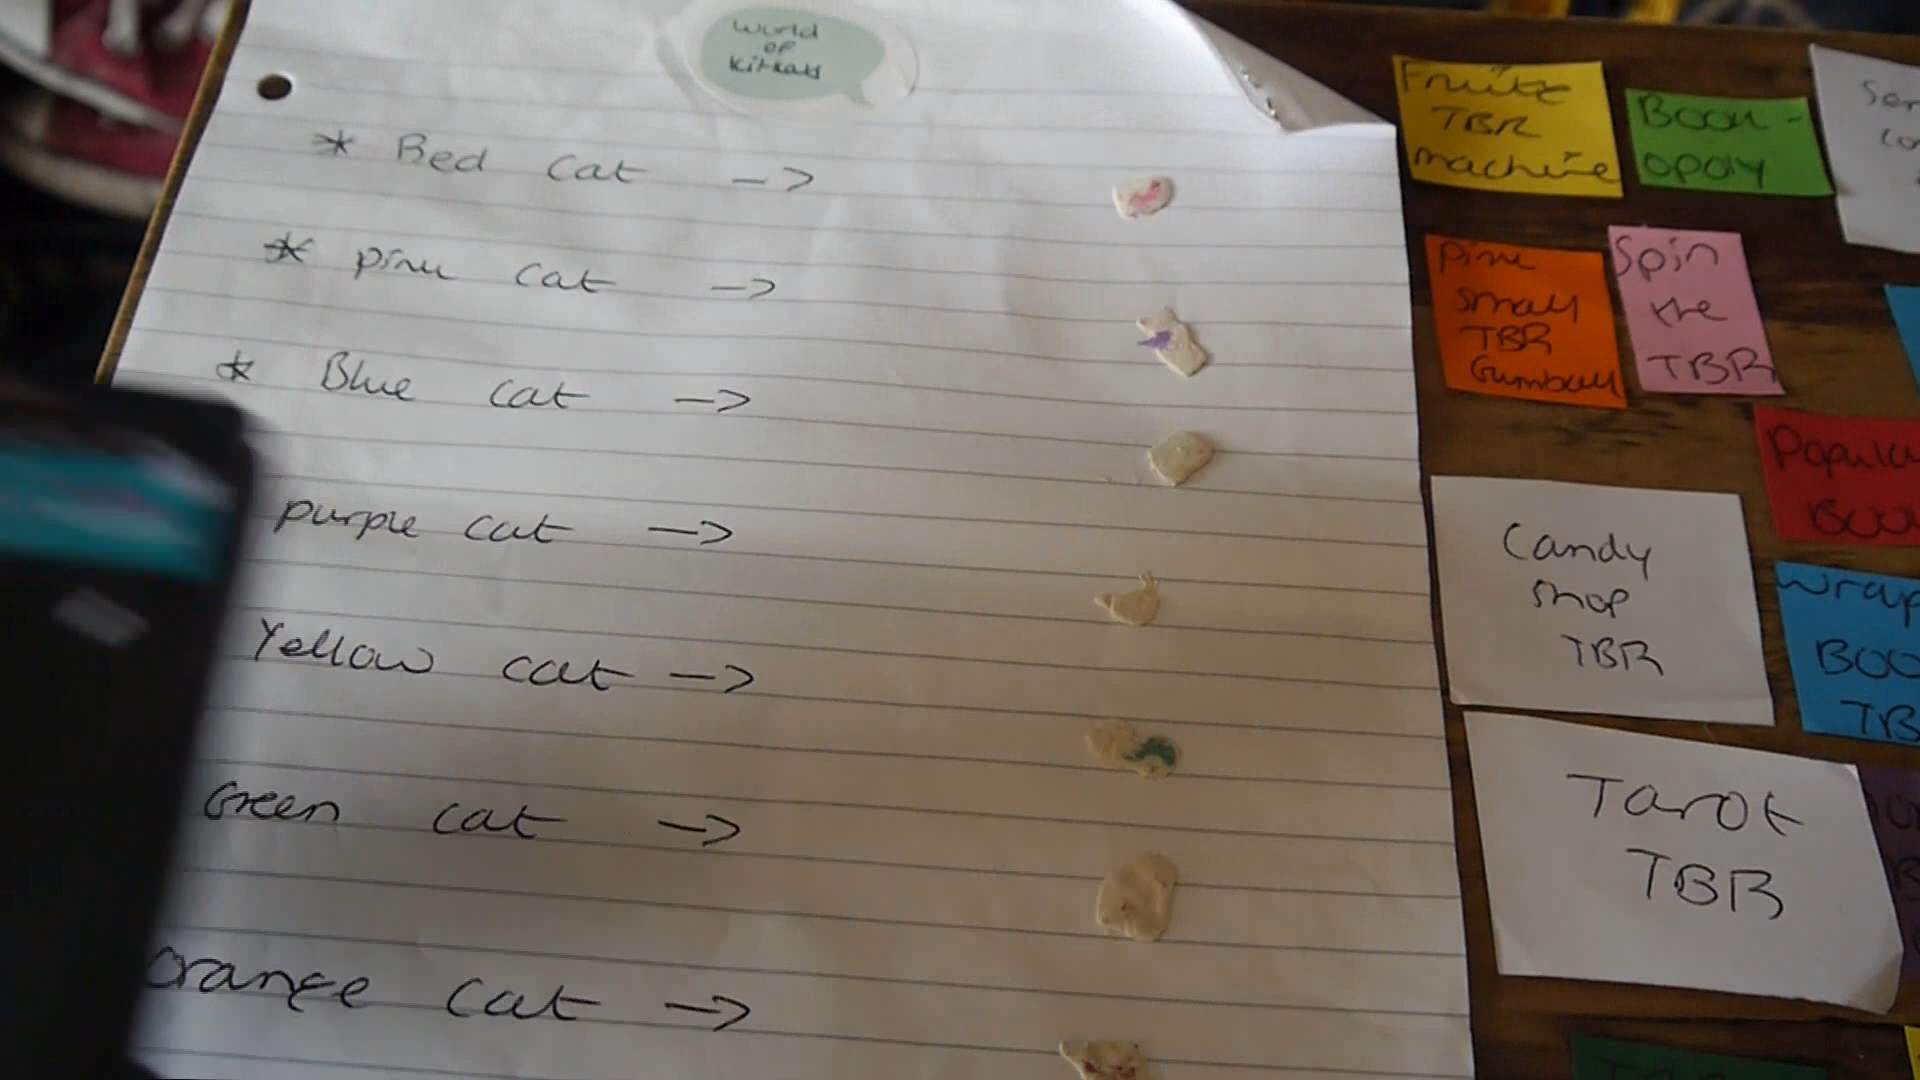 World
of
KitKats
* Red cat ->
* pink cat ->
* Blue cat ->
purple cat ->
Yellow cat ->
Green cat ->
orange cat ->
Fruite
TBR
machine
BOOK-
opoly
pink
small
TBR
Gumball
Spin
the
TBR
Candy
shop
TBR
Tarot
TBR